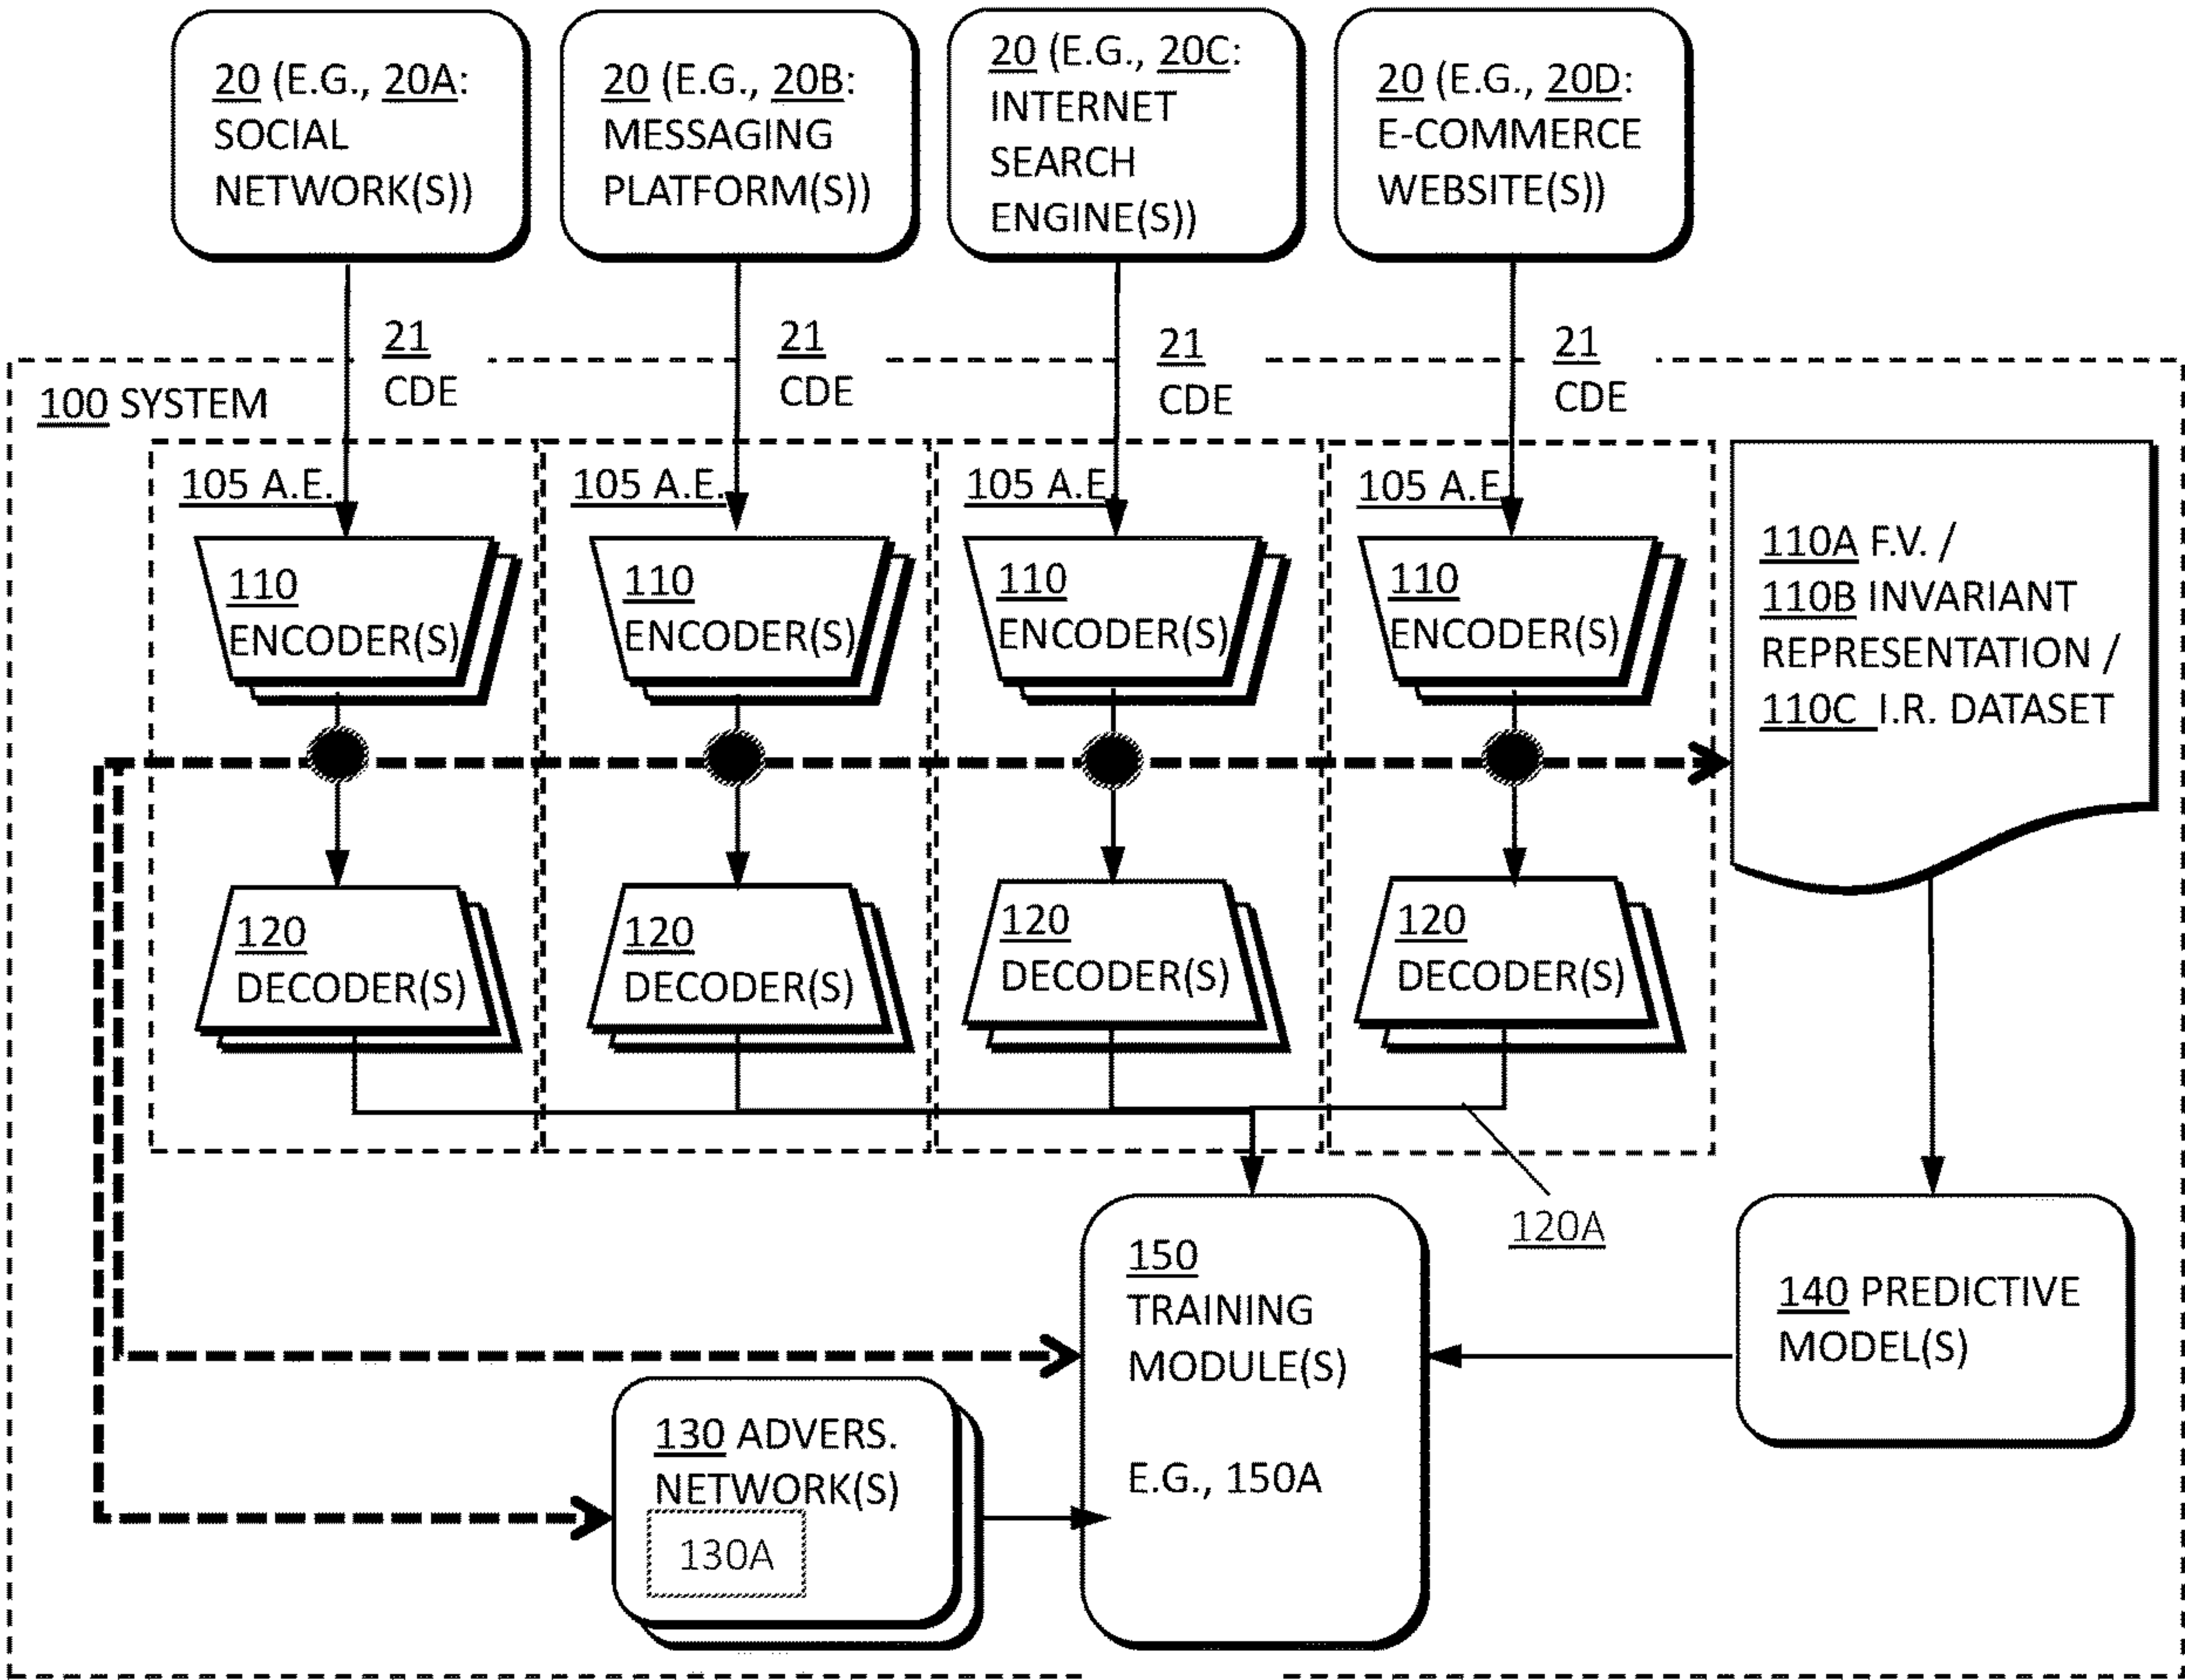 20 (E.G., 20A:
SOCIAL
NETWORK(S))
20 (E.G., 20B:
MESSAGING
PLATFORM(S))
20 (E.G., 20C:
INTERNET
SEARCH
ENGINE(S))
20 (E.G., 20D:
E-COMMERCE
WEBSITE(S))
21
CDE
21
CDE
21
CDE
21
CDE
100 SYSTEM
105 A.E.
105 A.E.
105 A.E
105 A.E
110
ENCODER(S)
110
ENCODER(S)
110
ENCODER(S)
110
ENCODER(S)
110A F.V. /
110B INVARIANT
REPRESENTATION /
110C I.R. DATASET
120
DECODER(S)
120
DECODER(S)
120
DECODER(S)
120
DECODER(S)
120A
150
TRAINING
MODULE(S)
E.G., 150A
140 PREDICTIVE
MODEL(S)
130 ADVERS.
NETWORK(S)
130A